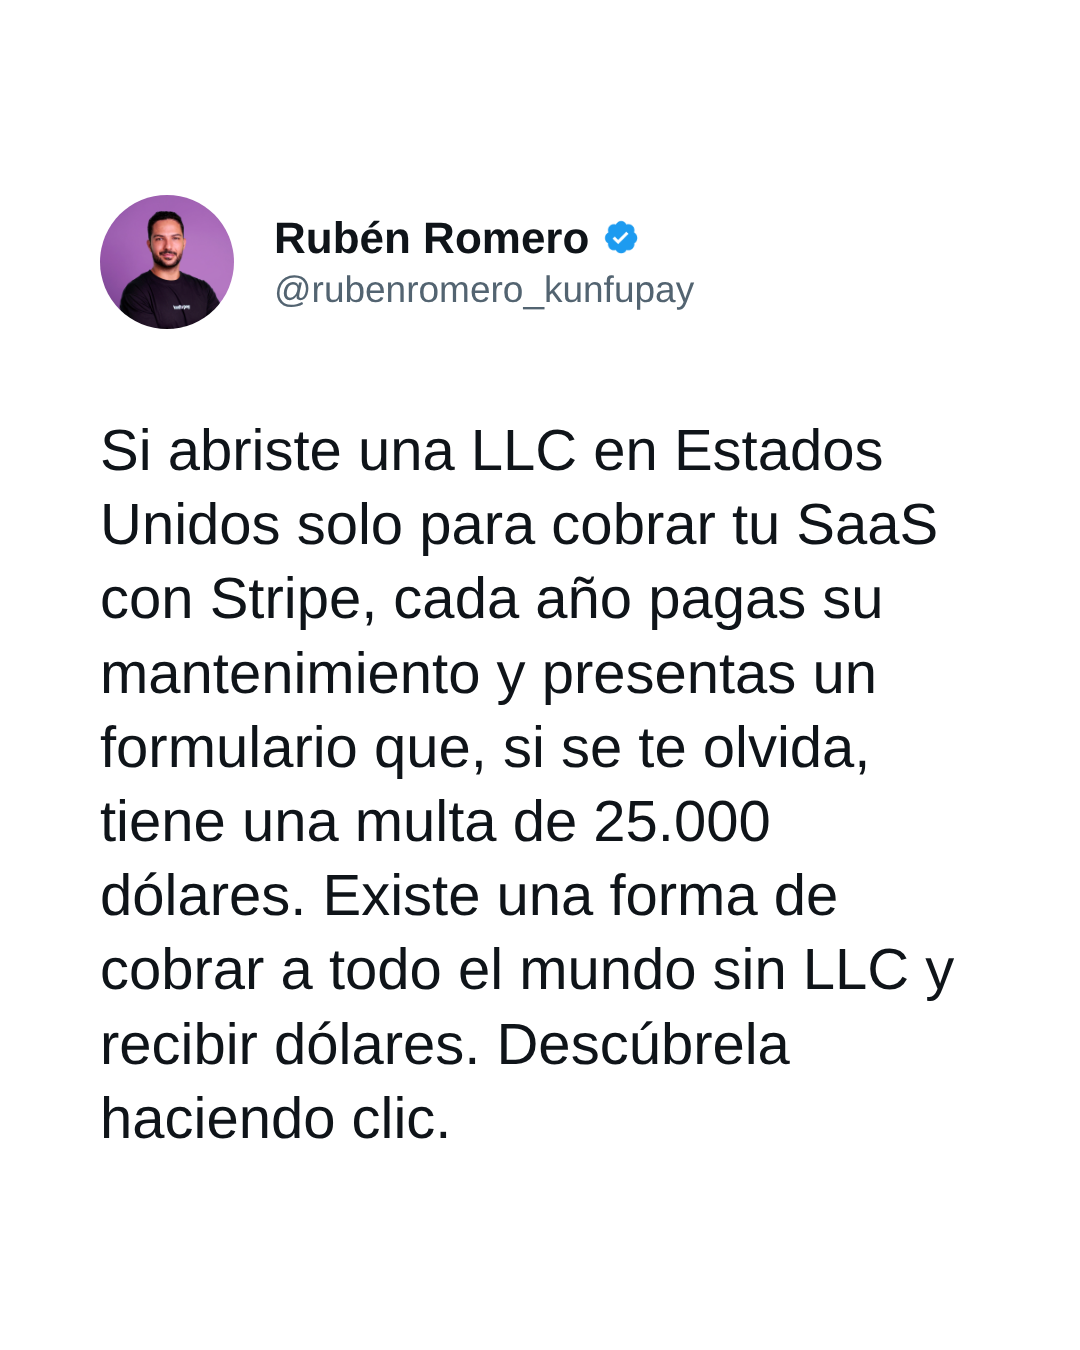 Rubén Romero
@rubenromero_kunfupay
Si abriste una LLC en Estados
Unidos solo para cobrar tu SaaS
con Stripe, cada año pagas su
mantenimiento y presentas un
formulario que, si se te olvida,
tiene una multa de 25.000
dólares. Existe una forma de
cobrar a todo el mundo sin LLC y
recibir dólares. Descúbrela
haciendo clic.